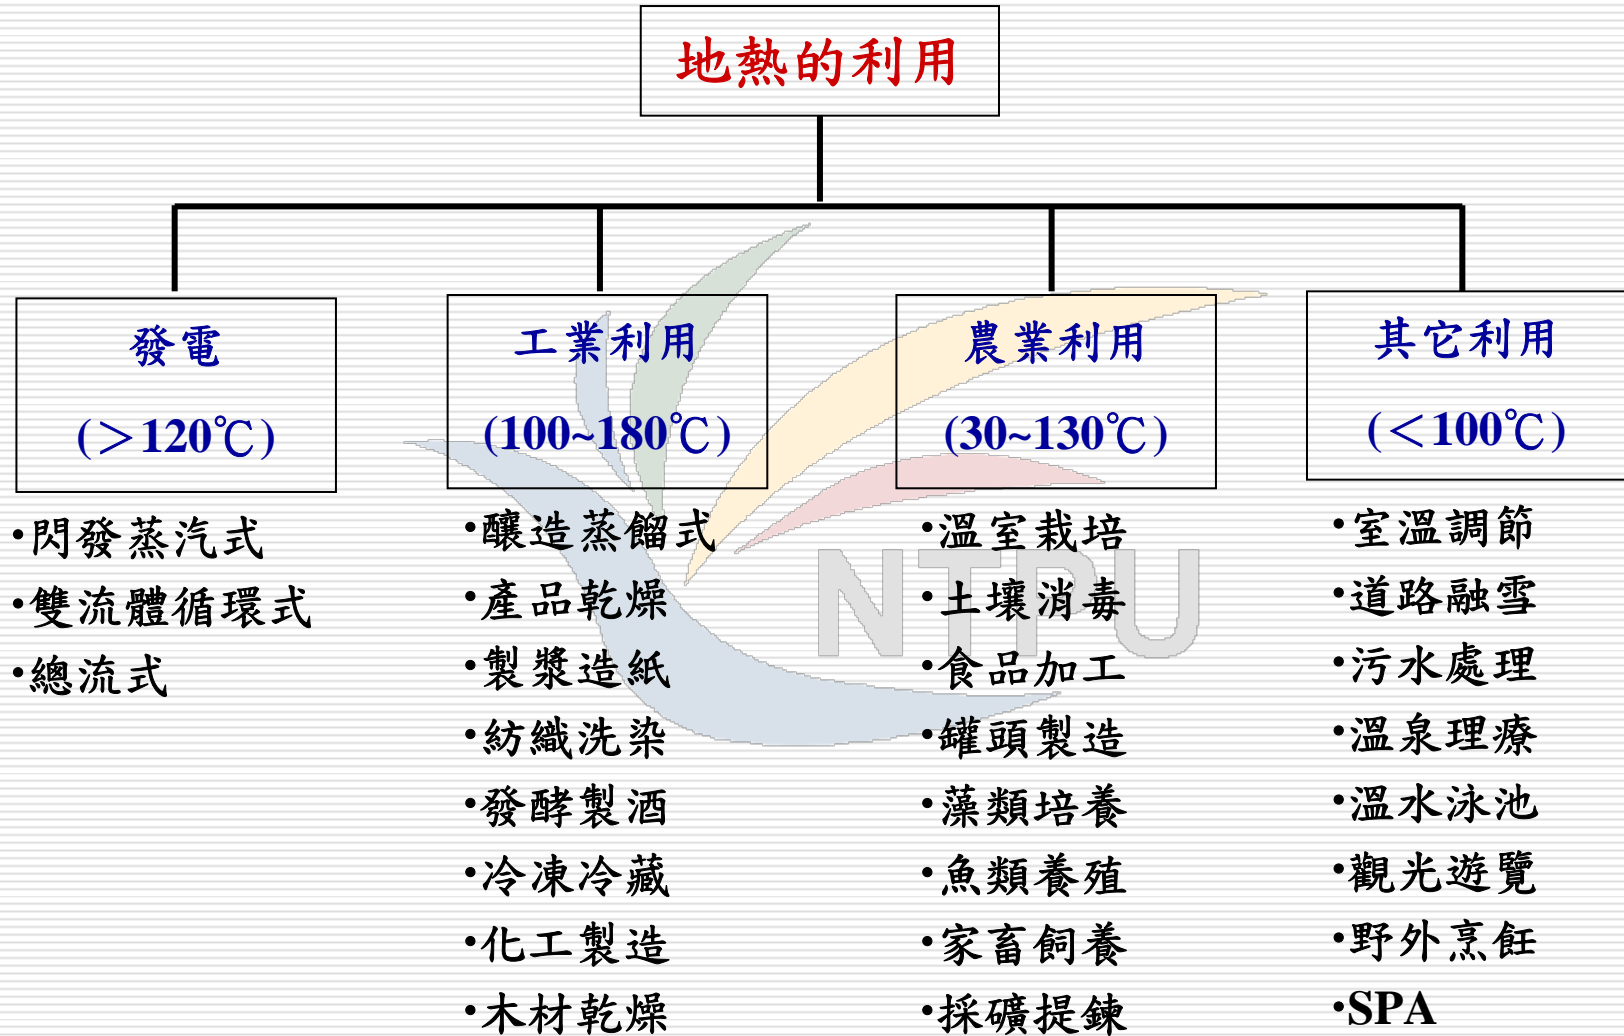 地熱的利用
發電
(＞120℃)
•閃發蒸汽式
•雙流體循環式
•總流式
工業利用
(100~180℃)
•釀造蒸餾式
•產品乾燥
•製漿造紙
•紡織洗染
•發酵製酒
•冷凍冷藏
•化工製造
•木材乾燥
農業利用
(30~130℃)
•溫室栽培
•土壤消毒
•食品加工
•罐頭製造
•藻類培養
•魚類養殖
•家畜飼養
•採礦提鍊
其它利用
(＜100℃)
•室溫調節
•道路融雪
•污水處理
•溫泉理療
•溫水泳池
•觀光遊覽
•野外烹飪
•SPA
NTPU